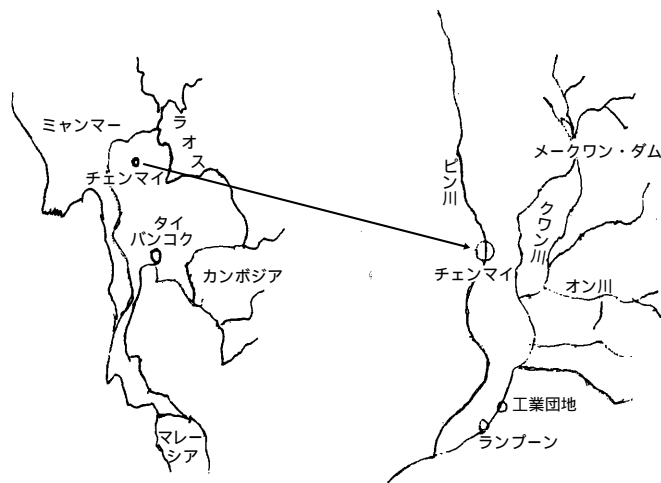 ミャンマー
ラオス
チェンマイ
タイ
バンコク
カンボジア
マレー
シア
ピン川
メークワン・ダム
クワン川
チェンマイ
オン川
工業団地
ランプーン